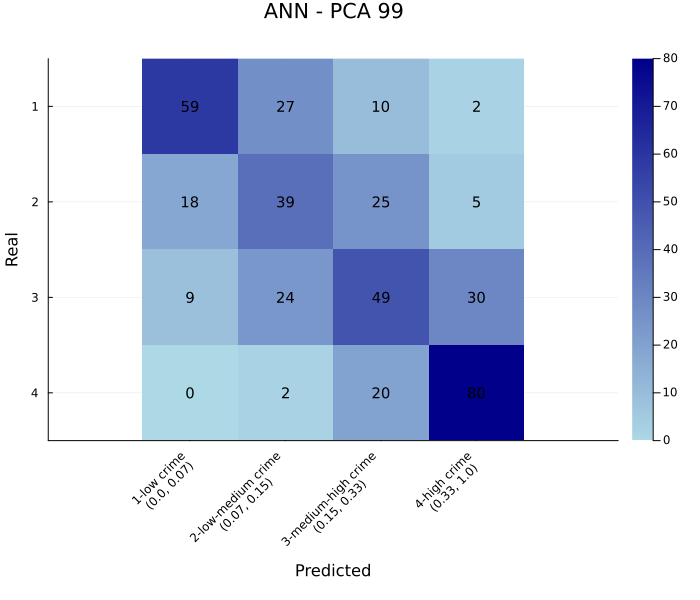 ANN - PCA 99
Real
1
59 27 10 2
2
18 39 25 5
3
9 24 49 30
4
0 2 20 80
1-low crime
(0.0, 0.07)
2-low-medium crime
(0.07, 0.15)
3-medium-high crime
(0.15, 0.33)
4-high crime
(0.33, 1.0)
Predicted
80
70
60
50
40
30
20
10
0